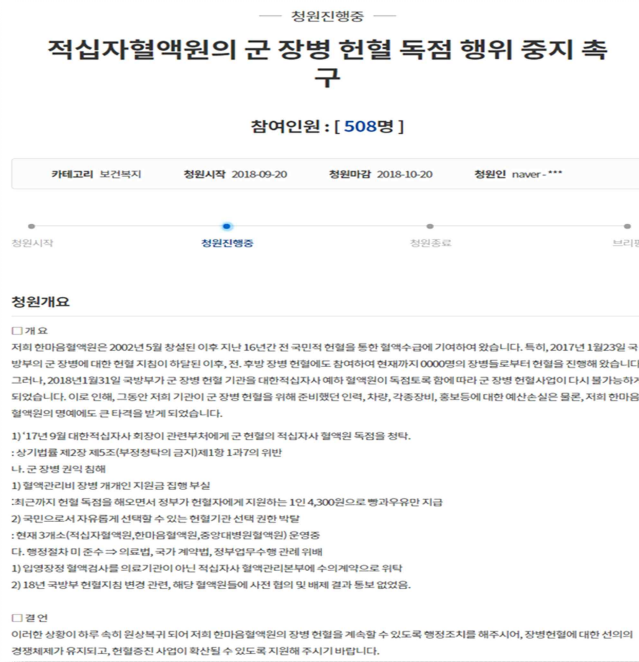 청원진행중
적십자혈액원의 군 장병 헌혈 독점 행위 중지 촉
구
참여인원 : [ 508명 ]
카테고리 보건복지 청원시작 2018-09-20 청원마감 2018-10-20 청원인 naver - ***
청원시작 청원진행중 청원종료 브리핑
청원개요
□ 개 요
저희 한마음혈액원은 2002년 5월 창설된 이후 지난 16년간 전 국민적 헌혈을 통한 혈액수급에 기여하여 왔습니다. 특히, 2017년 1월23일 국
방부의 군 장병에 대한 헌혈 지침이 하달된 이후, 전. 후방 장병 헌혈에도 참여하여 현재까지 0000명의 장병들로부터 헌혈을 진행해 왔습니다
그러나, 2018년1월31일 국방부가 군 장병 헌혈 기관을 대한적십자사 예하 혈액원이 독점토록 함에 따라 군 장병 헌혈사업이 다시 불가능하게
되었습니다. 이로 인해, 그동안 저희 기관이 군 장병 헌혈을 위해 준비했던 인력, 차량, 각종장비, 홍보등에 대한 예산손실은 물론, 저희 한마음
혈액원의 명예에도 큰 타격을 받게 되었습니다.
1) '17년 9월 대한적십자사 회장이 관련부처에게 군 헌혈의 적십자사 혈액원 독점을 청탁.
: 상기법률 제2장 제5조(부정청탁의 금지)제1항 1과7의 위반
나. 군 장병 권익 침해
1) 혈액관리비 장병 개개인 지원금 집행 부실
:최근까지 헌혈 독점을 해오면서 정부가 헌혈자에게 지원하는 1인 4,300원으로 빵과우유만 지급
2) 국민으로서 자유롭게 선택할 수 있는 헌혈기관 선택 권한 박탈
: 현재 3개소(적십자혈액원,한마음혈액원,중앙대병원혈액원) 운영중
다. 행정절차 미 준수 ⇒ 의료법, 국가 계약법, 정부업무수행 관례 위배
1) 입영장정 혈액검사를 의료기관이 아닌 적십자사 혈액관리본부에 수의계약으로 위탁
2) 18년 국방부 헌혈지침 변경 관련, 해당 혈액원들에 사전 협의 및 배제 결과 통보 없었음.
□ 결 언
이러한 상황이 하루 속히 원상복귀 되어 저희 한마음혈액원의 장병 헌혈을 계속할 수 있도록 행정조치를 해주시어, 장병헌혈에 대한 선의의
경쟁체제가 유지되고, 헌혈증진 사업이 확산될 수 있도록 지원해 주시기 바랍니다.